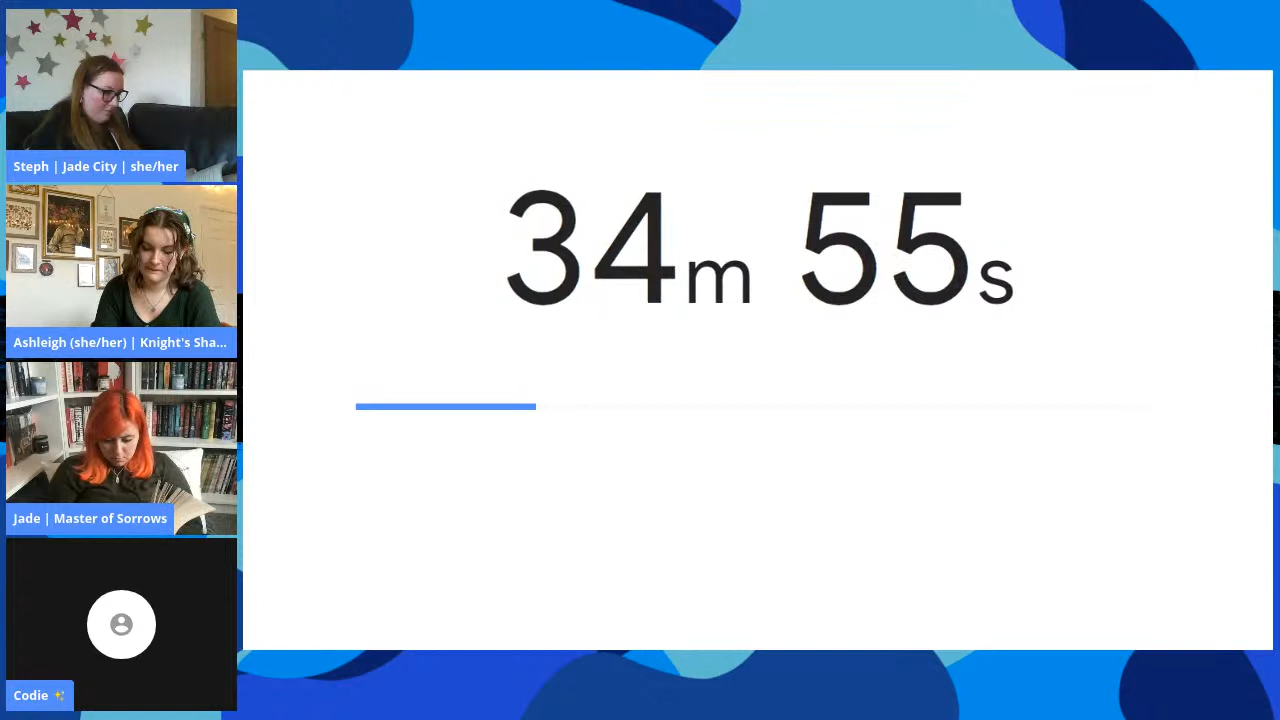 Steph | Jade City | she/her
34m 55s
Ashleigh (she/her) | Knight's Sha...
Jade | Master of Sorrows
Codie ✨